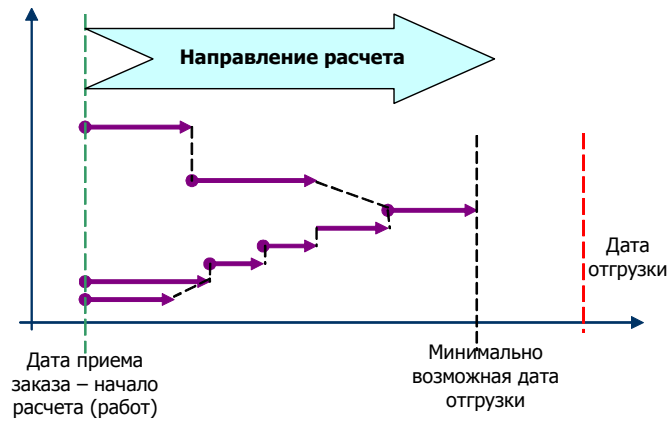 Направление расчета
Дата
отгрузки
Дата приема
заказа – начало
расчета (работ)
Минимально
возможная дата
отгрузки